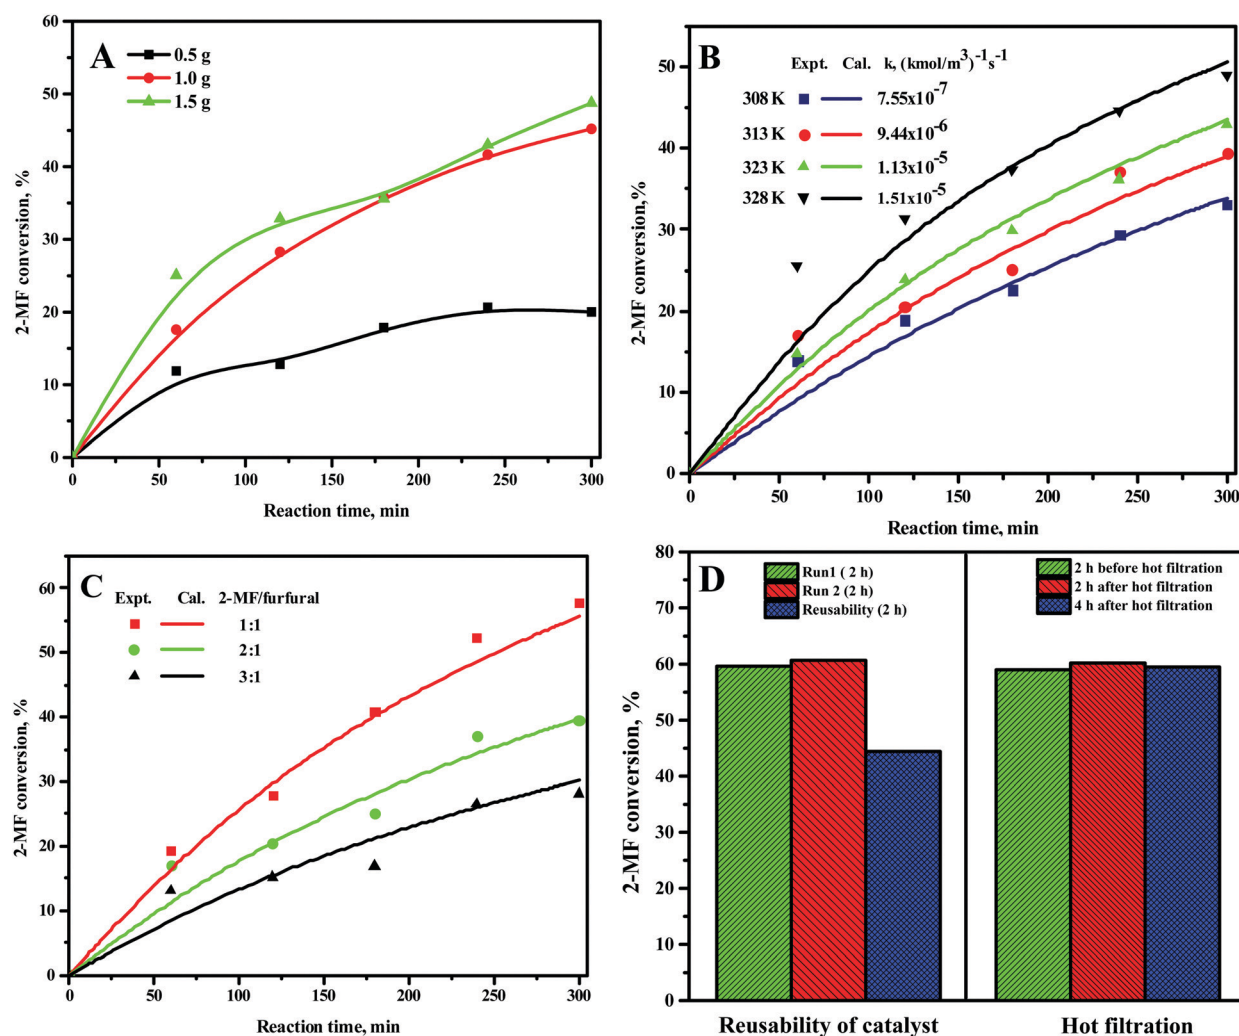 A
0.5 g
1.0 g
1.5 g
60
50
40
30
20
10
0
2-MF conversion, %
0 50 100 150 200 250 300
Reaction time, min
B
Expt. Cal. k, (kmol/m³)⁻¹s⁻¹
308 K 7.55x10⁻⁷
313 K 9.44x10⁻⁶
323 K 1.13x10⁻⁵
328 K 1.51x10⁻⁵
50
40
30
20
10
0
2-MF conversion,%
0 50 100 150 200 250 300
Reaction time, min
C
Expt. Cal. 2-MF/furfural
1:1
2:1
3:1
60
50
40
30
20
10
0
2-MF conversion, %
0 50 100 150 200 250 300
Reaction time, min
D
Run1 ( 2 h)
Run 2 (2 h)
Reusability (2 h)
2 h before hot filtration
2 h after hot filtration
4 h after hot filtration
80
70
60
50
40
30
20
10
0
2-MF conversion, %
Reusability of catalyst Hot filtration